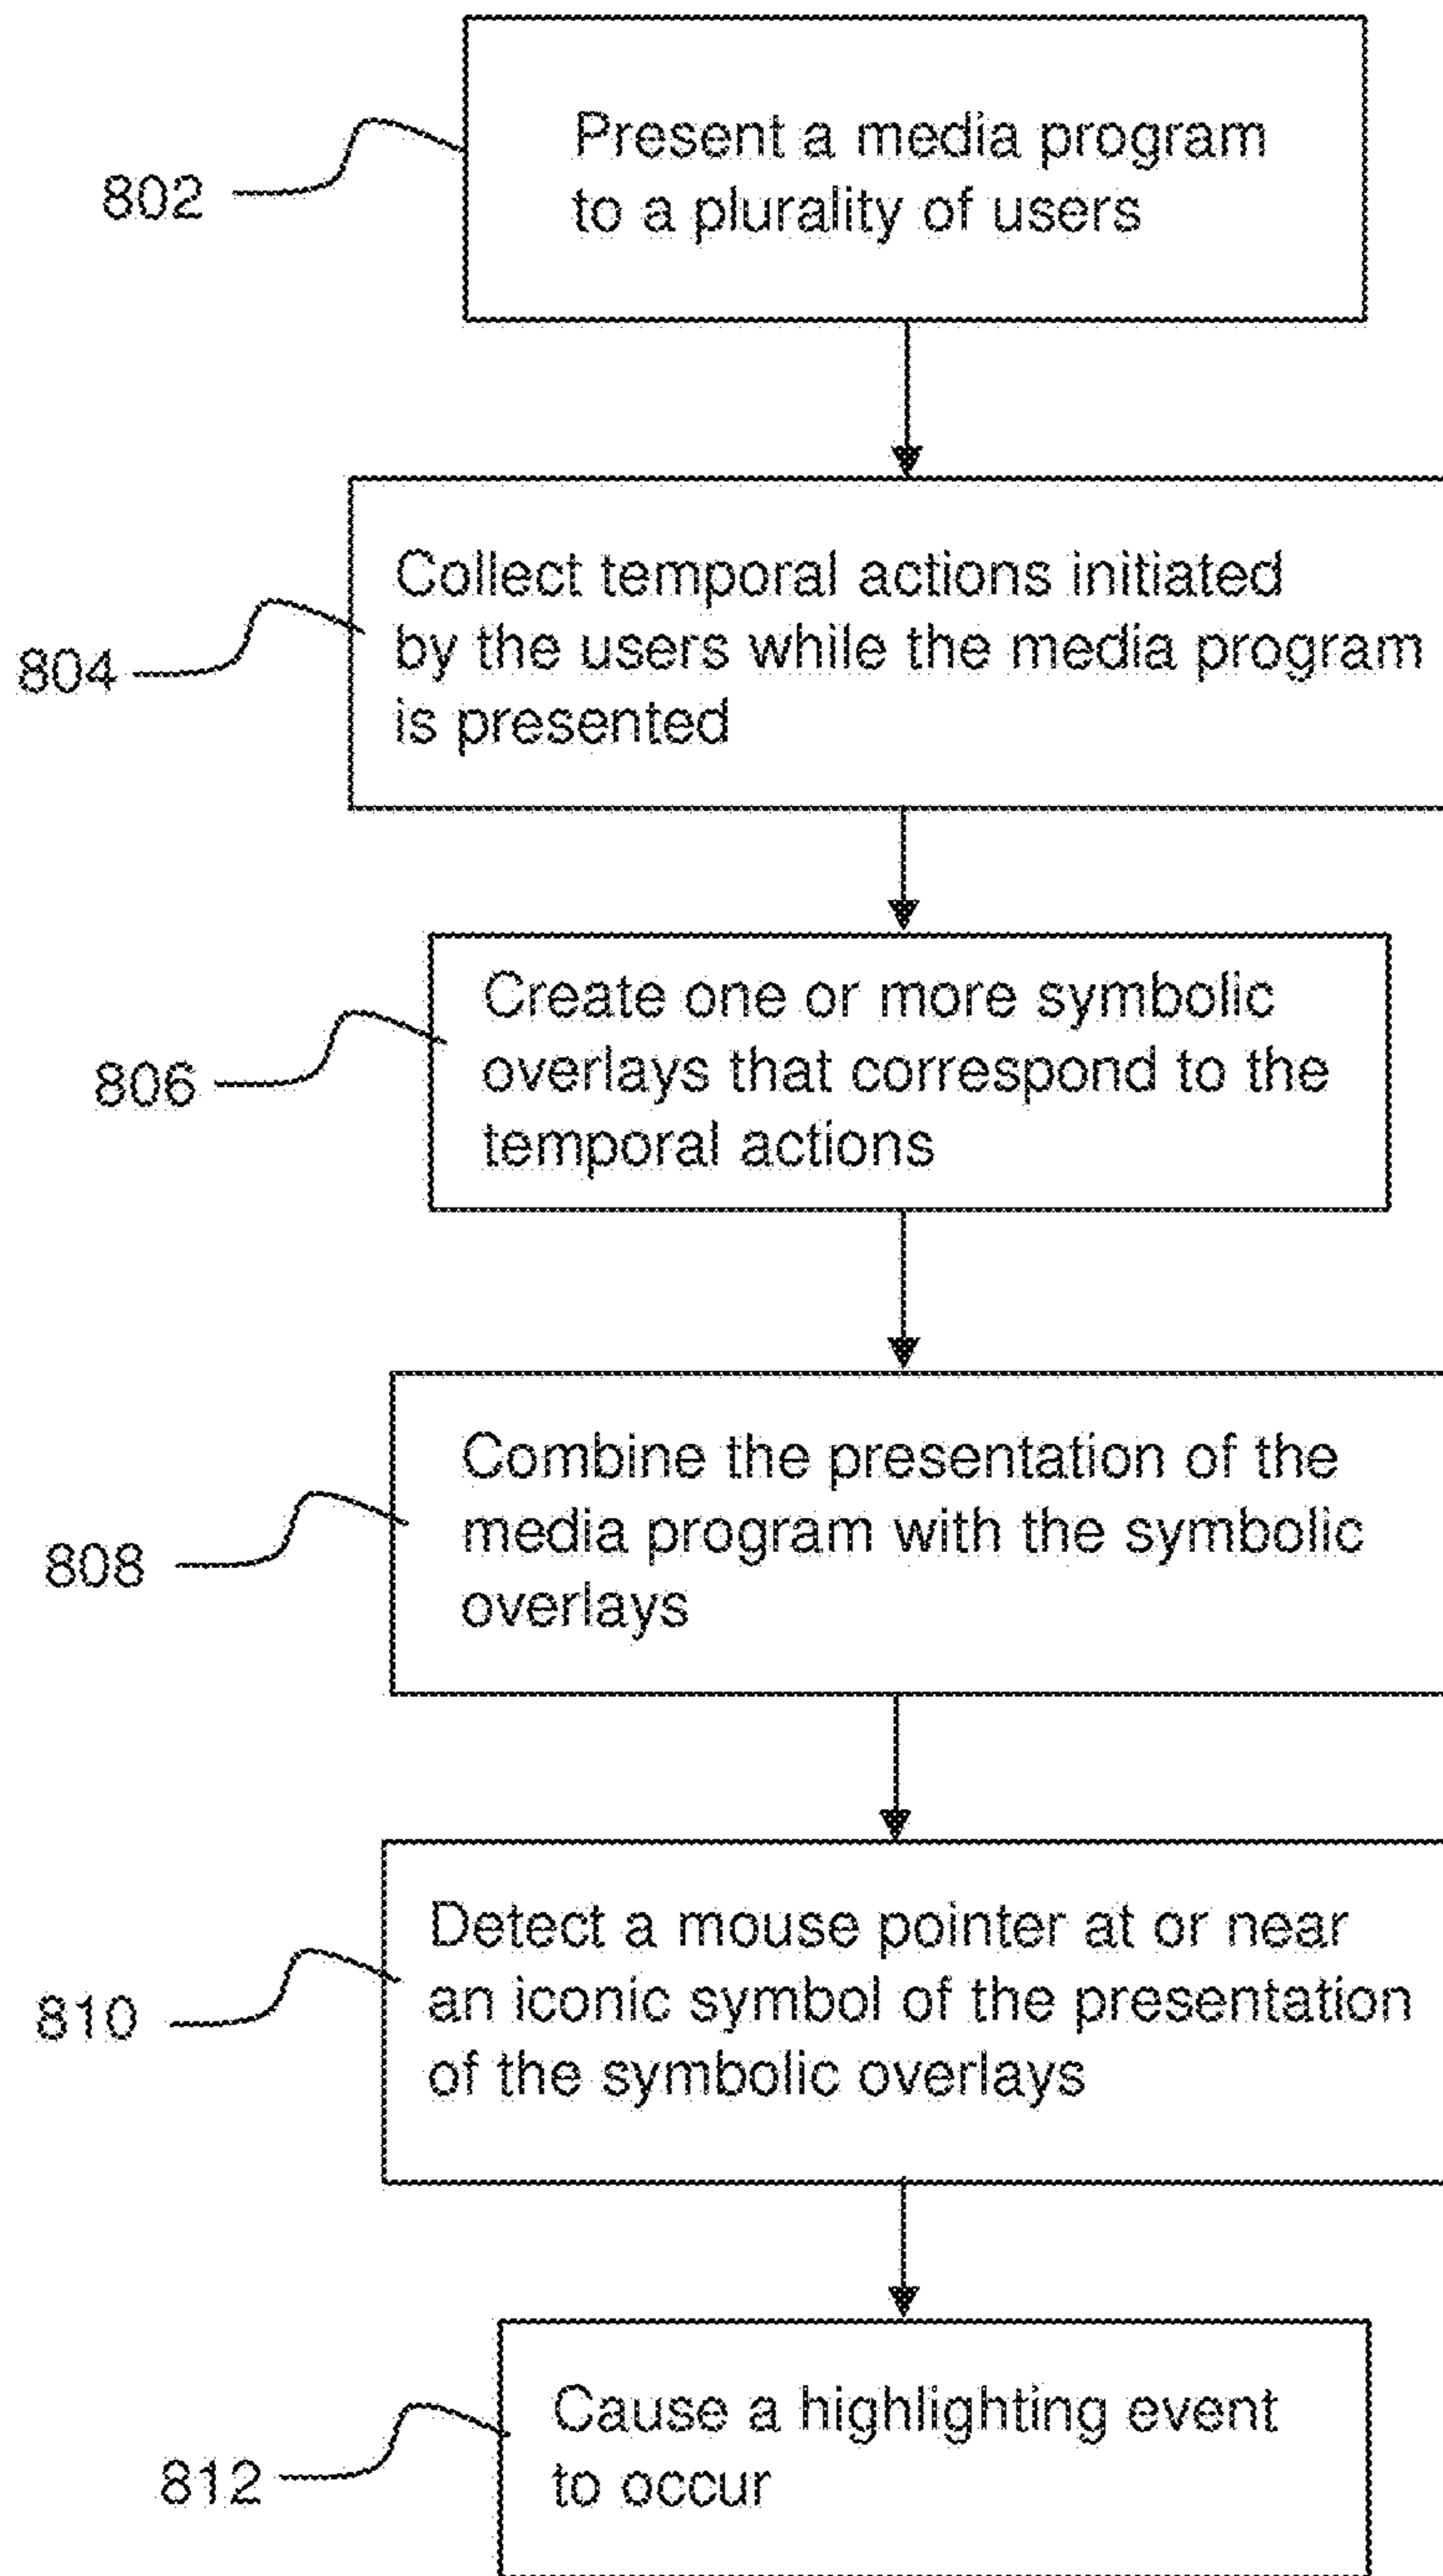 Present a media program
to a plurality of users
802
Collect temporal actions initiated
by the users while the media program
is presented
804
Create one or more symbolic
overlays that correspond to the
temporal actions
806
Combine the presentation of the
media program with the symbolic
overlays
808
Detect a mouse pointer at or near
an iconic symbol of the presentation
of the symbolic overlays
810
Cause a highlighting event
to occur
812